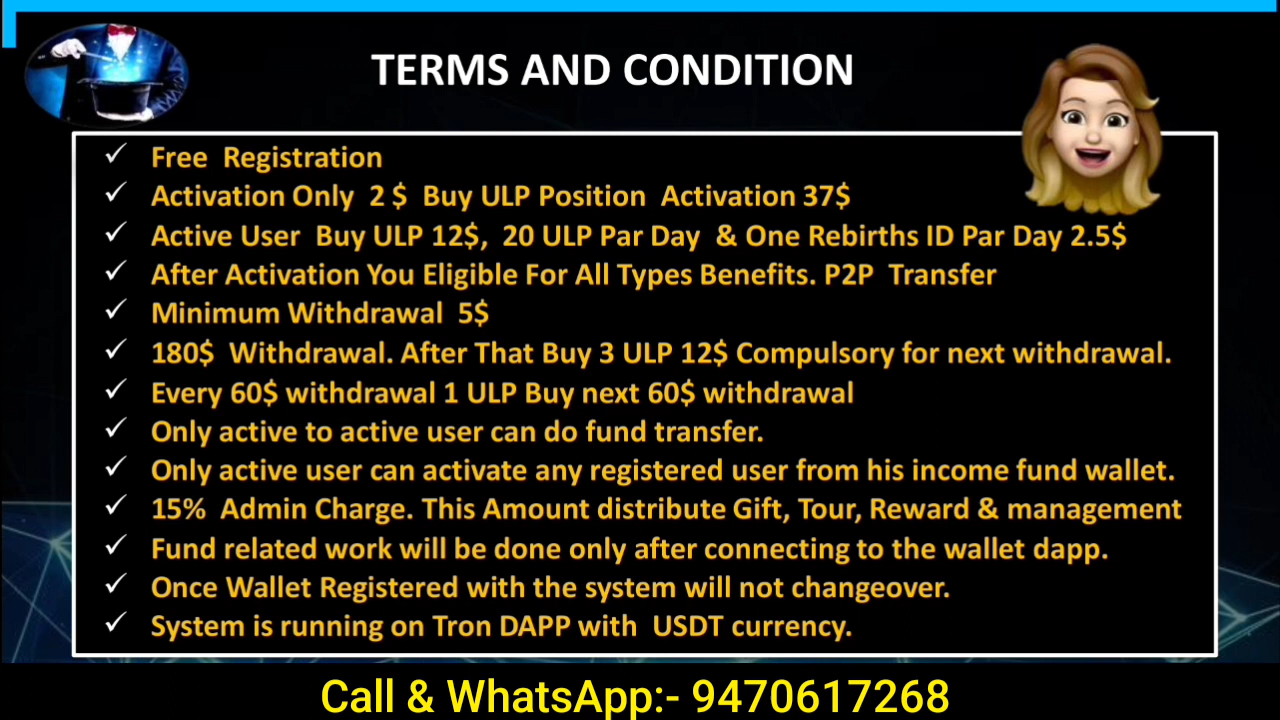 TERMS AND CONDITION
✓ Free Registration
✓ Activation Only 2 $ Buy ULP Position Activation 37$
✓ Active User Buy ULP 12$, 20 ULP Par Day & One Rebirths ID Par Day 2.5$
✓ After Activation You Eligible For All Types Benefits. P2P Transfer
✓ Minimum Withdrawal 5$
✓ 180$ Withdrawal. After That Buy 3 ULP 12$ Compulsory for next withdrawal.
✓ Every 60$ withdrawal 1 ULP Buy next 60$ withdrawal
✓ Only active to active user can do fund transfer.
✓ Only active user can activate any registered user from his income fund wallet.
✓ 15% Admin Charge. This Amount distribute Gift, Tour, Reward & management
✓ Fund related work will be done only after connecting to the wallet dapp.
✓ Once Wallet Registered with the system will not changeover.
✓ System is running on Tron DAPP with USDT currency.
Call & WhatsApp:- 9470617268